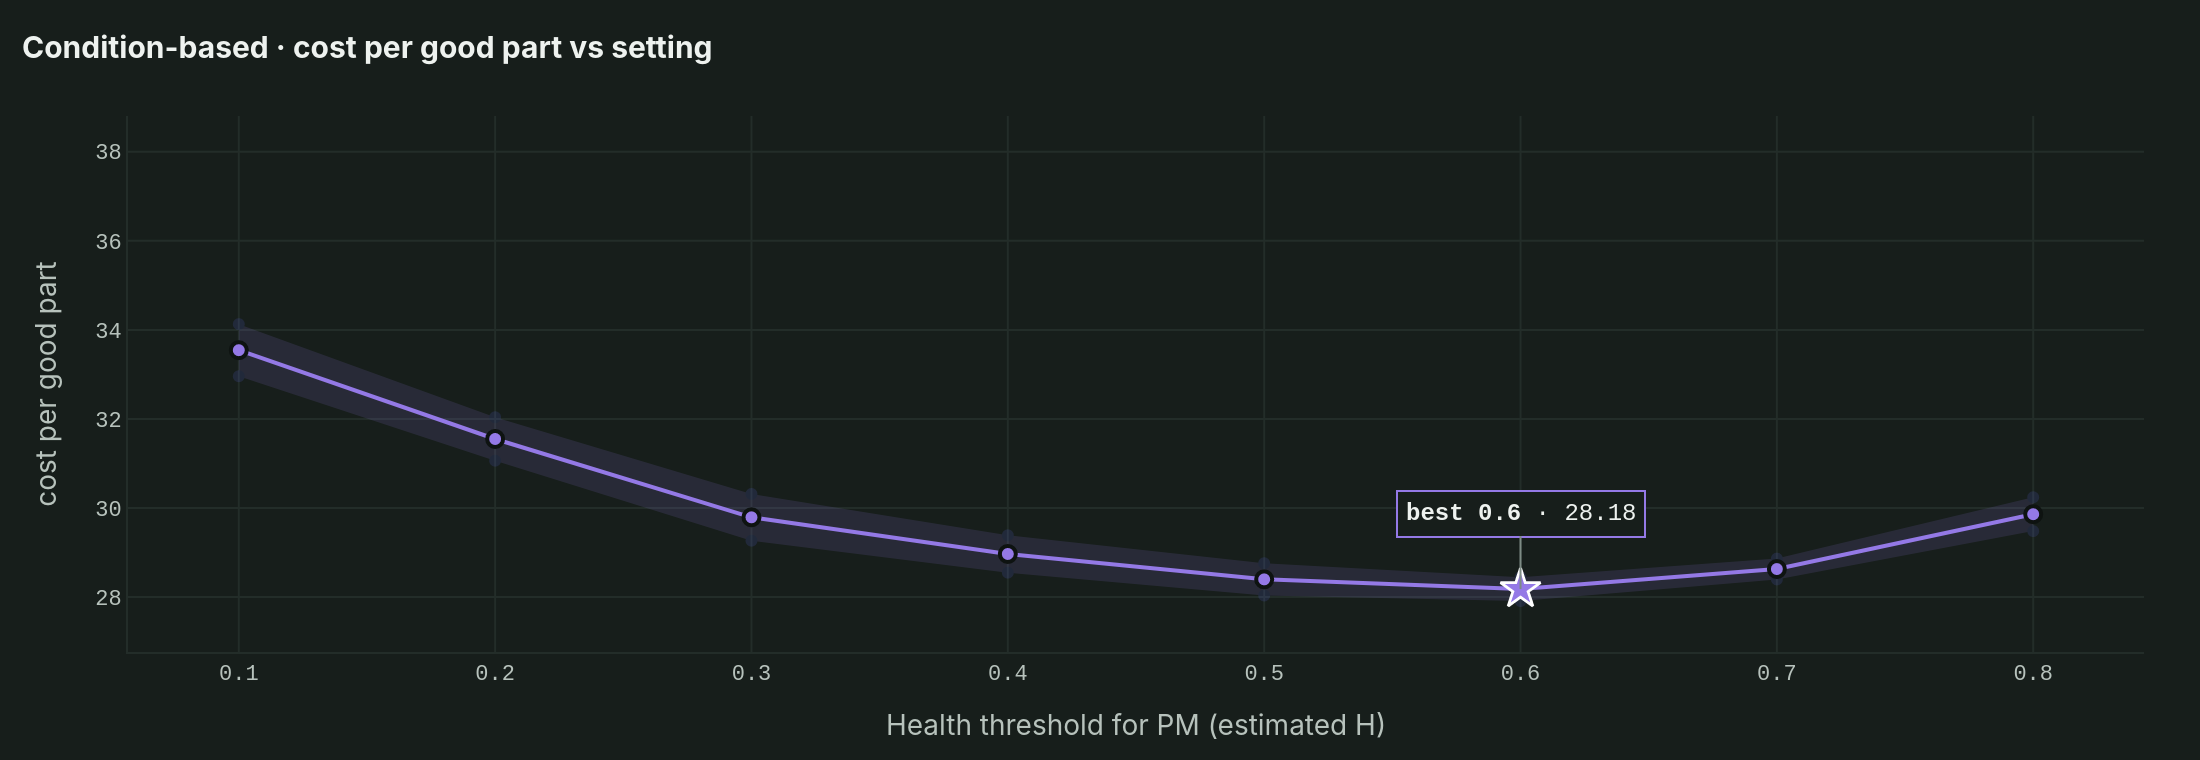 Condition-based · cost per good part vs setting
38
36
34
32
30
28
cost per good part
best 0.6 · 28.18
0.1 0.2 0.3 0.4 0.5 0.6 0.7 0.8
Health threshold for PM (estimated H)